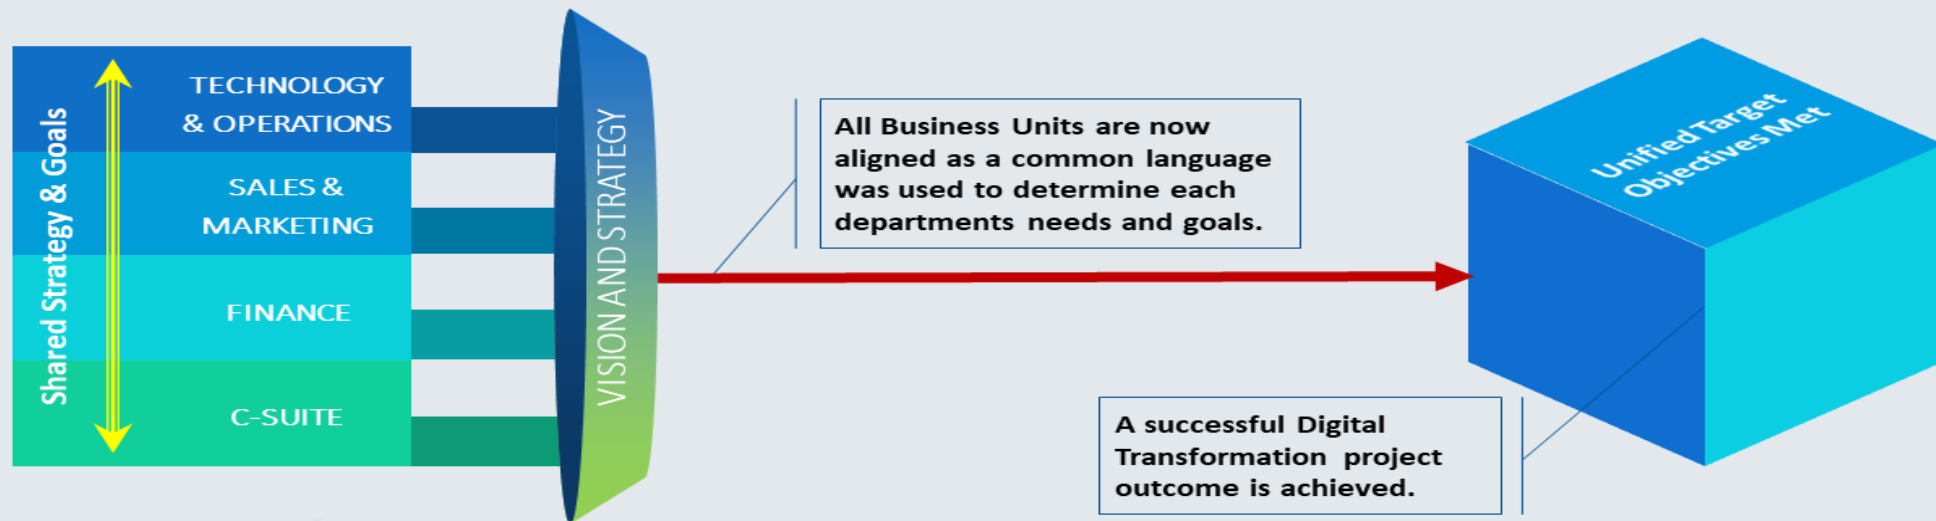 Shared Strategy & Goals
TECHNOLOGY
& OPERATIONS
SALES &
MARKETING
FINANCE
C-SUITE
VISION AND STRATEGY
All Business Units are now
aligned as a common language
was used to determine each
departments needs and goals.
Unified Target
Objectives Met
A successful Digital
Transformation project
outcome is achieved.